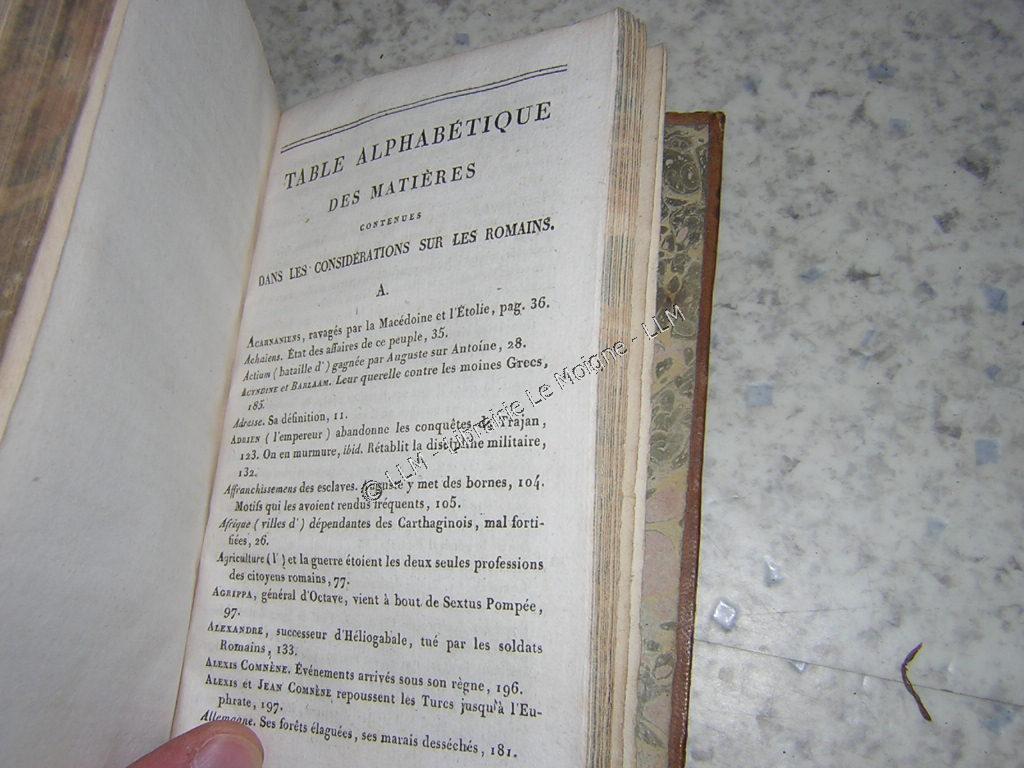 TABLE ALPHABÉTIQUE
DES MATIÈRES
CONTENUES
DANS LES CONSIDÉRATIONS SUR LES ROMAINS.
A.
ACARNANIENS, ravagés par la Macédoine et l'Étolie, pag. 36.
Achaïens. État des affaires de ce peuple, 35.
Actium (bataille d') gagnée par Auguste sur Antoine, 28.
ACYNDINE et BARLAAM. Leur querelle contre les moines Grecs,
185.
Adresse. Sa définition, 11.
ADRIEN (l'empereur) abandonne les conquêtes de Trajan,
123. On en murmure, ibid. Rétablit la discipline militaire,
132.
Affranchissemens des esclaves. Auguste y met des bornes, 104.
Motifs qui les avoient rendus fréquents, 105.
Afrique (villes d') dépendantes des Carthaginois, mal forti-
fiées, 26.
Agriculture (l') et la guerre étoient les deux seules professions
des citoyens romains, 77.
AGRIPPA, général d'Octave, vient à bout de Sextus Pompée,
97.
ALEXANDRE, successeur d'Héliogabale, tué par les soldats
Romains, 133.
ALEXIS COMNÈNE. Événements arrivés sous son règne, 196.
ALEXIS et JEAN COMNÈNE repoussent les Turcs jusqu'à l'Eu-
phrate, 197.
Allemagne. Ses forêts élaguées, ses marais desséchés, 181.
© LLM - Librairie Le Moigne - LLM